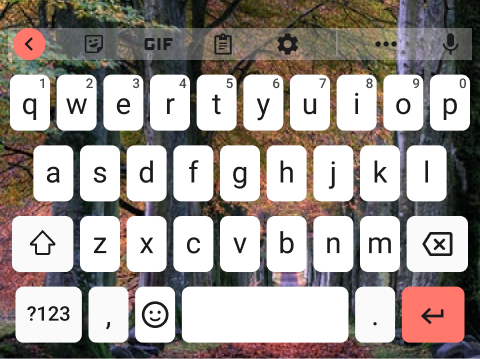 GIF
1 2 3 4 5 6 7 8 9 0
q w e r t y u i o p
a s d f g h j k l
z x c v b n m
?123 , .